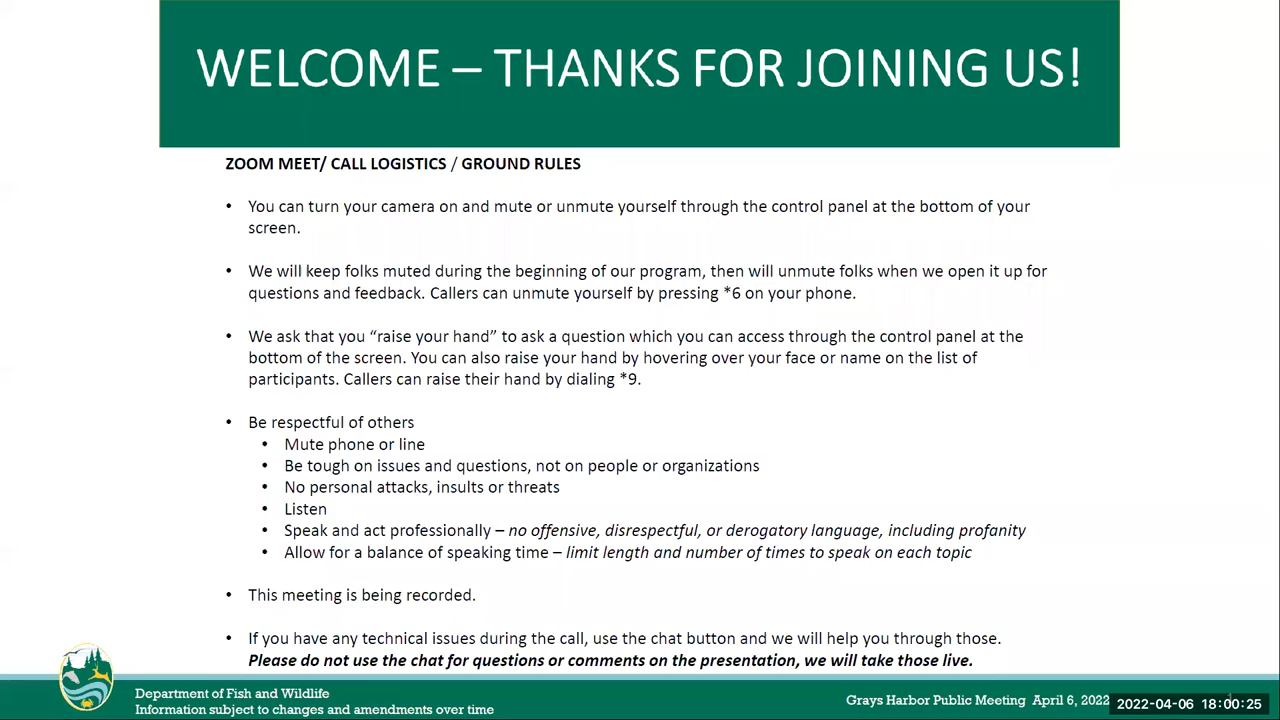 WELCOME – THANKS FOR JOINING US!
ZOOM MEET/ CALL LOGISTICS / GROUND RULES
• You can turn your camera on and mute or unmute yourself through the control panel at the bottom of your
screen.
• We will keep folks muted during the beginning of our program, then will unmute folks when we open it up for
questions and feedback. Callers can unmute yourself by pressing *6 on your phone.
• We ask that you “raise your hand” to ask a question which you can access through the control panel at the
bottom of the screen. You can also raise your hand by hovering over your face or name on the list of
participants. Callers can raise their hand by dialing *9.
• Be respectful of others
• Mute phone or line
• Be tough on issues and questions, not on people or organizations
• No personal attacks, insults or threats
• Listen
• Speak and act professionally – no offensive, disrespectful, or derogatory language, including profanity
• Allow for a balance of speaking time – limit length and number of times to speak on each topic
• This meeting is being recorded.
• If you have any technical issues during the call, use the chat button and we will help you through those.
Please do not use the chat for questions or comments on the presentation, we will take those live.
Department of Fish and Wildlife
Information subject to changes and amendments over time
Grays Harbor Public Meeting April 6, 2022
2022-04-06 18:00:25